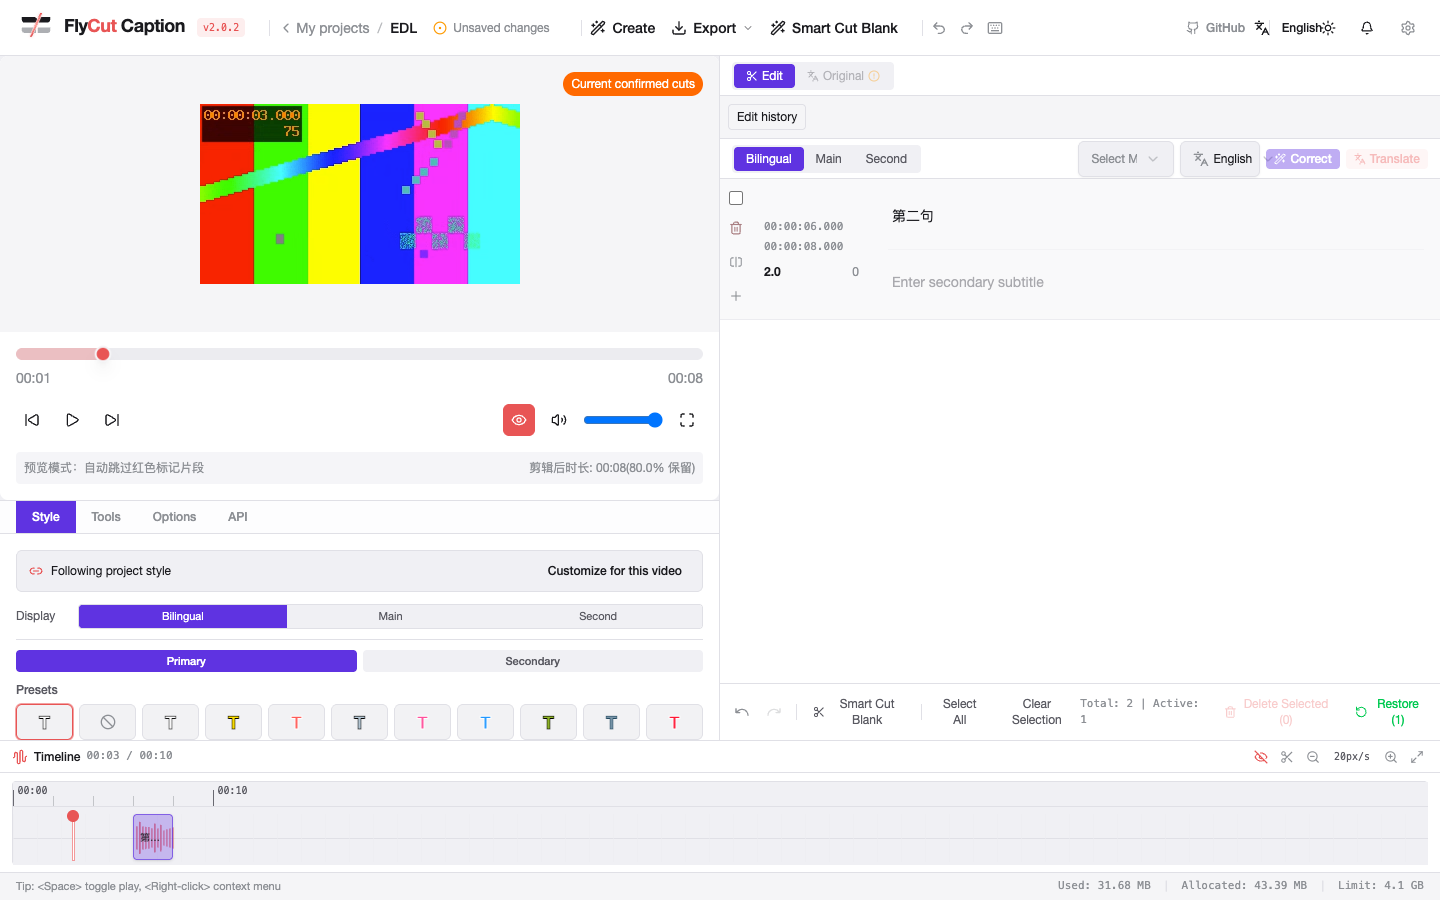 FlyCut Caption v2.0.2
My projects / EDL
Unsaved changes
Create
Export
Smart Cut Blank
GitHub
English
Current confirmed cuts
00:00:03.000
75
00:01
00:08
预览模式：自动跳过红色标记片段
剪辑后时长: 00:08(80.0% 保留)
Style
Tools
Options
API
Following project style
Customize for this video
Display
Bilingual
Main
Second
Primary
Secondary
Presets
T
T
T
T
T
T
T
T
T
T
Edit
Original
Edit history
Bilingual
Main
Second
Select M
English
Correct
Translate
00:00:06.000
00:00:08.000
2.0
0
第二句
Enter secondary subtitle
Smart Cut
Blank
Select
All
Clear
Selection
Total: 2 | Active:
1
Delete Selected
(0)
Restore
(1)
Timeline
00:03 / 00:10
20px/s
00:00
00:10
第...
Tip: <Space> toggle play, <Right-click> context menu
Used: 31.68 MB
Allocated: 43.39 MB
Limit: 4.1 GB